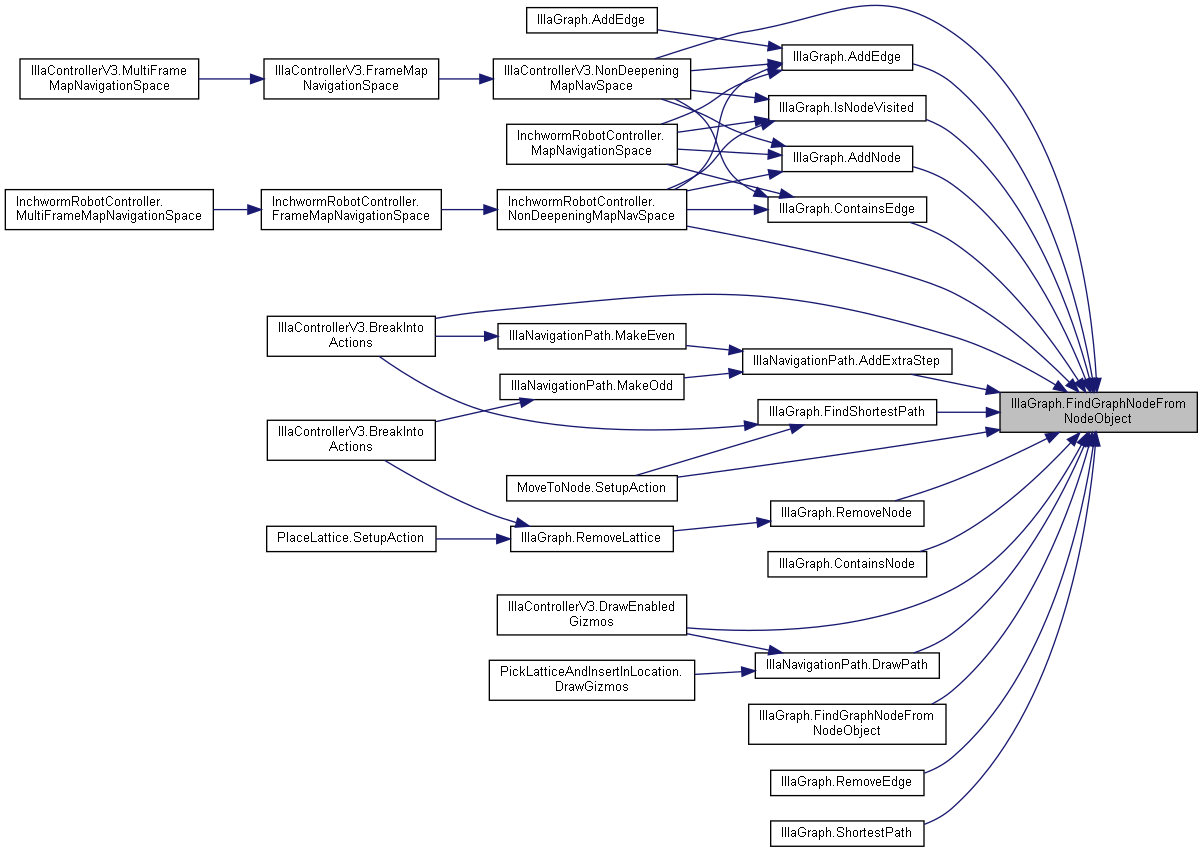 IllaGraph.AddEdge
IllaControllerV3.MultiFrame
MapNavigationSpace
IllaControllerV3.FrameMap
NavigationSpace
IllaControllerV3.NonDeepening
MapNavSpace
IllaGraph.AddEdge
IllaGraph.IsNodeVisited
InchwormRobotController.
MapNavigationSpace
IllaGraph.AddNode
InchwormRobotController.
MultiFrameMapNavigationSpace
InchwormRobotController.
FrameMapNavigationSpace
InchwormRobotController.
NonDeepeningMapNavSpace
IllaGraph.ContainsEdge
IllaControllerV3.BreakInto
Actions
IllaNavigationPath.MakeEven
IllaNavigationPath.AddExtraStep
IllaNavigationPath.MakeOdd
IllaGraph.FindShortestPath
IllaGraph.FindGraphNodeFrom
NodeObject
IllaControllerV3.BreakInto
Actions
MoveToNode.SetupAction
IllaGraph.RemoveNode
PlaceLattice.SetupAction
IllaGraph.RemoveLattice
IllaGraph.ContainsNode
IllaControllerV3.DrawEnabled
Gizmos
IllaNavigationPath.DrawPath
PickLatticeAndInsertInLocation.
DrawGizmos
IllaGraph.FindGraphNodeFrom
NodeObject
IllaGraph.RemoveEdge
IllaGraph.ShortestPath